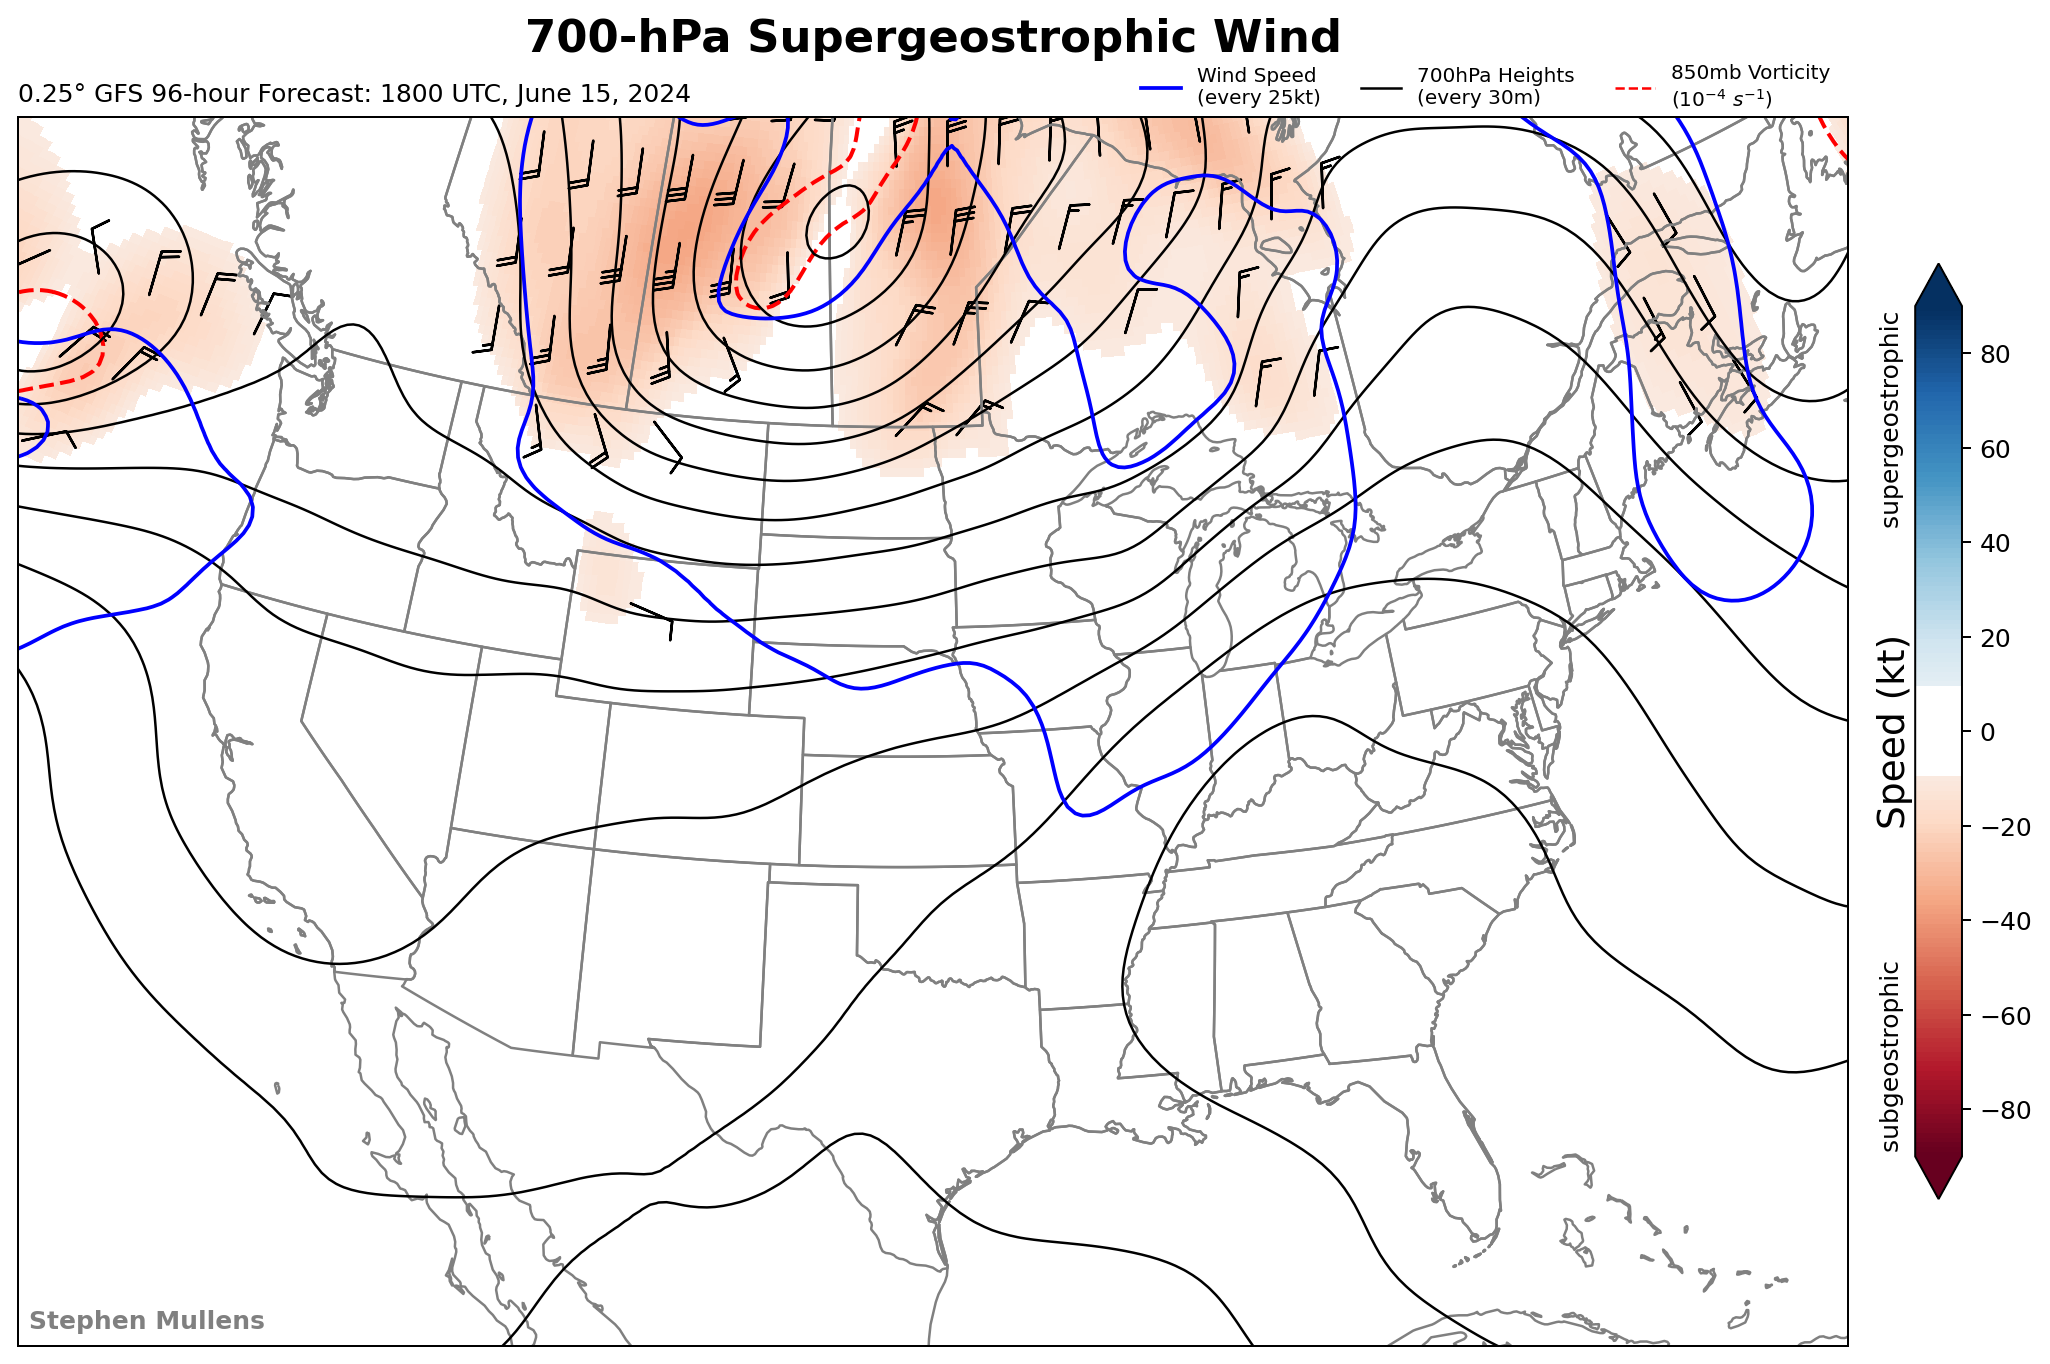 700-hPa Supergeostrophic Wind
0.25° GFS 96-hour Forecast: 1800 UTC, June 15, 2024
Wind Speed
(every 25kt)
700hPa Heights
(every 30m)
850mb Vorticity
(10⁻⁴ s⁻¹)
supergeostrophic
Speed (kt)
subgeostrophic
80
60
40
20
0
−20
−40
−60
−80
Stephen Mullens